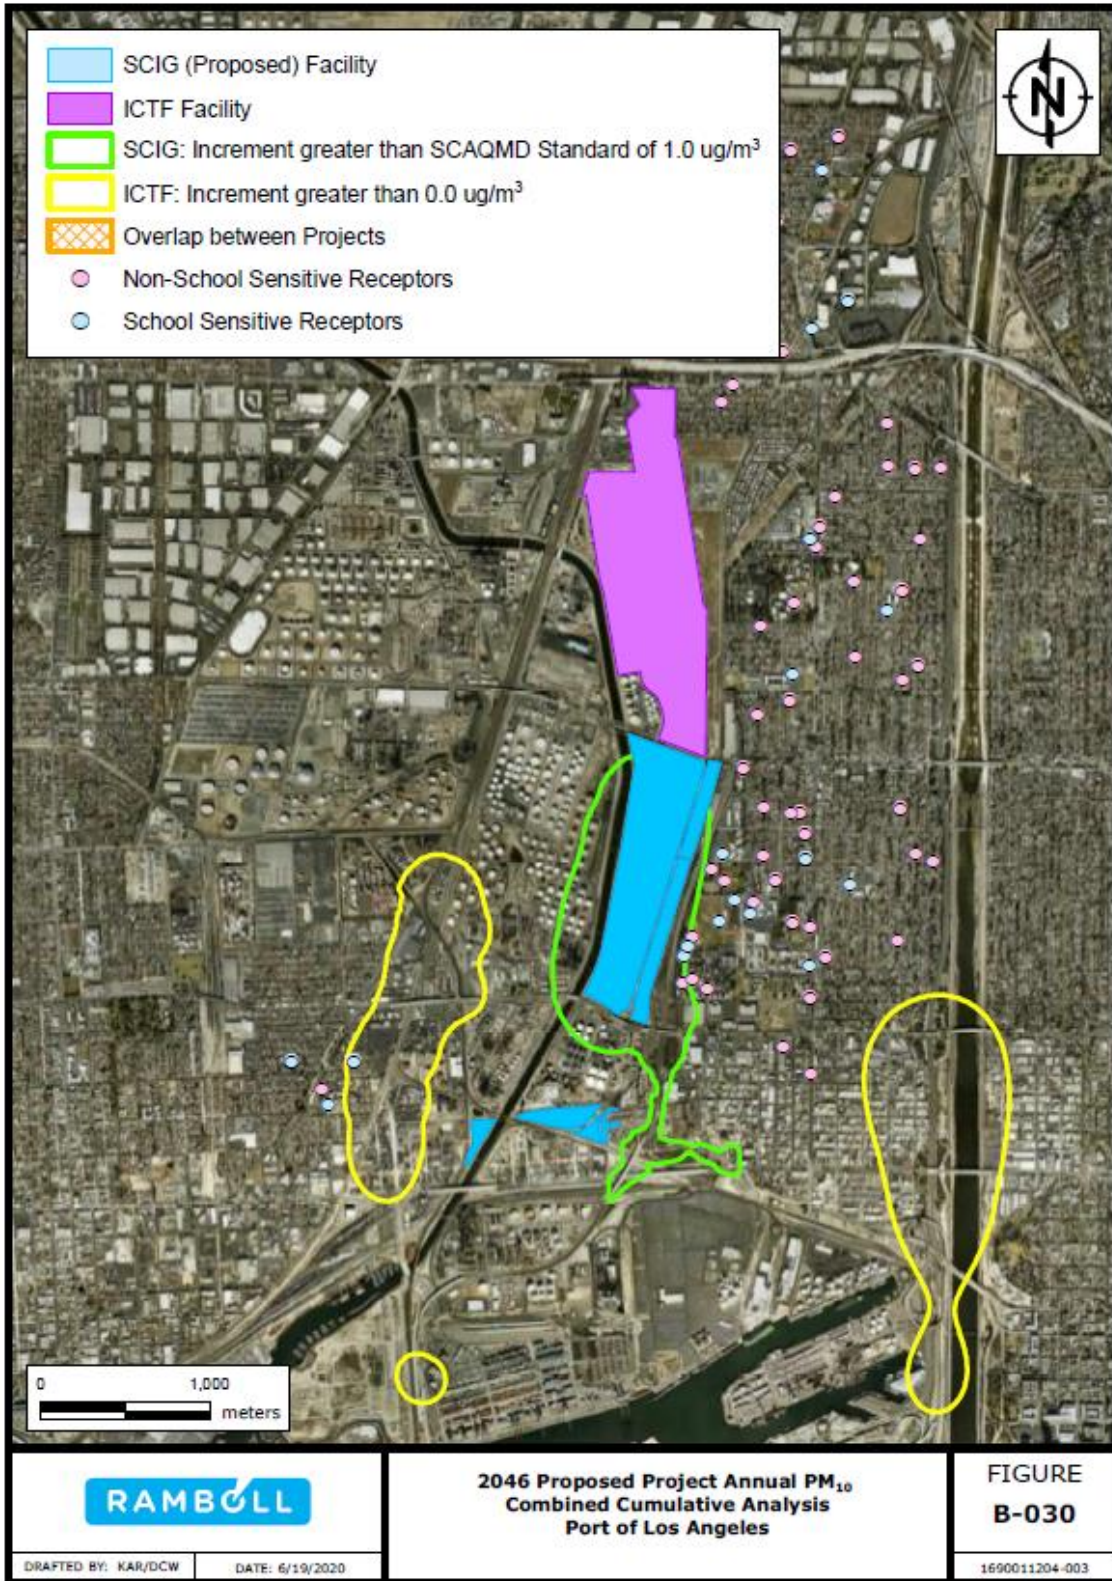 SCIG (Proposed) Facility
ICTF Facility
SCIG: Increment greater than SCAQMD Standard of 1.0 ug/m³
ICTF: Increment greater than 0.0 ug/m³
Overlap between Projects
Non-School Sensitive Receptors
School Sensitive Receptors
N
0 1,000
meters
RAMBOLL
DRAFTED BY: KAR/DCW
DATE: 6/19/2020
2046 Proposed Project Annual PM₁₀
Combined Cumulative Analysis
Port of Los Angeles
FIGURE
B-030
1690011204-003